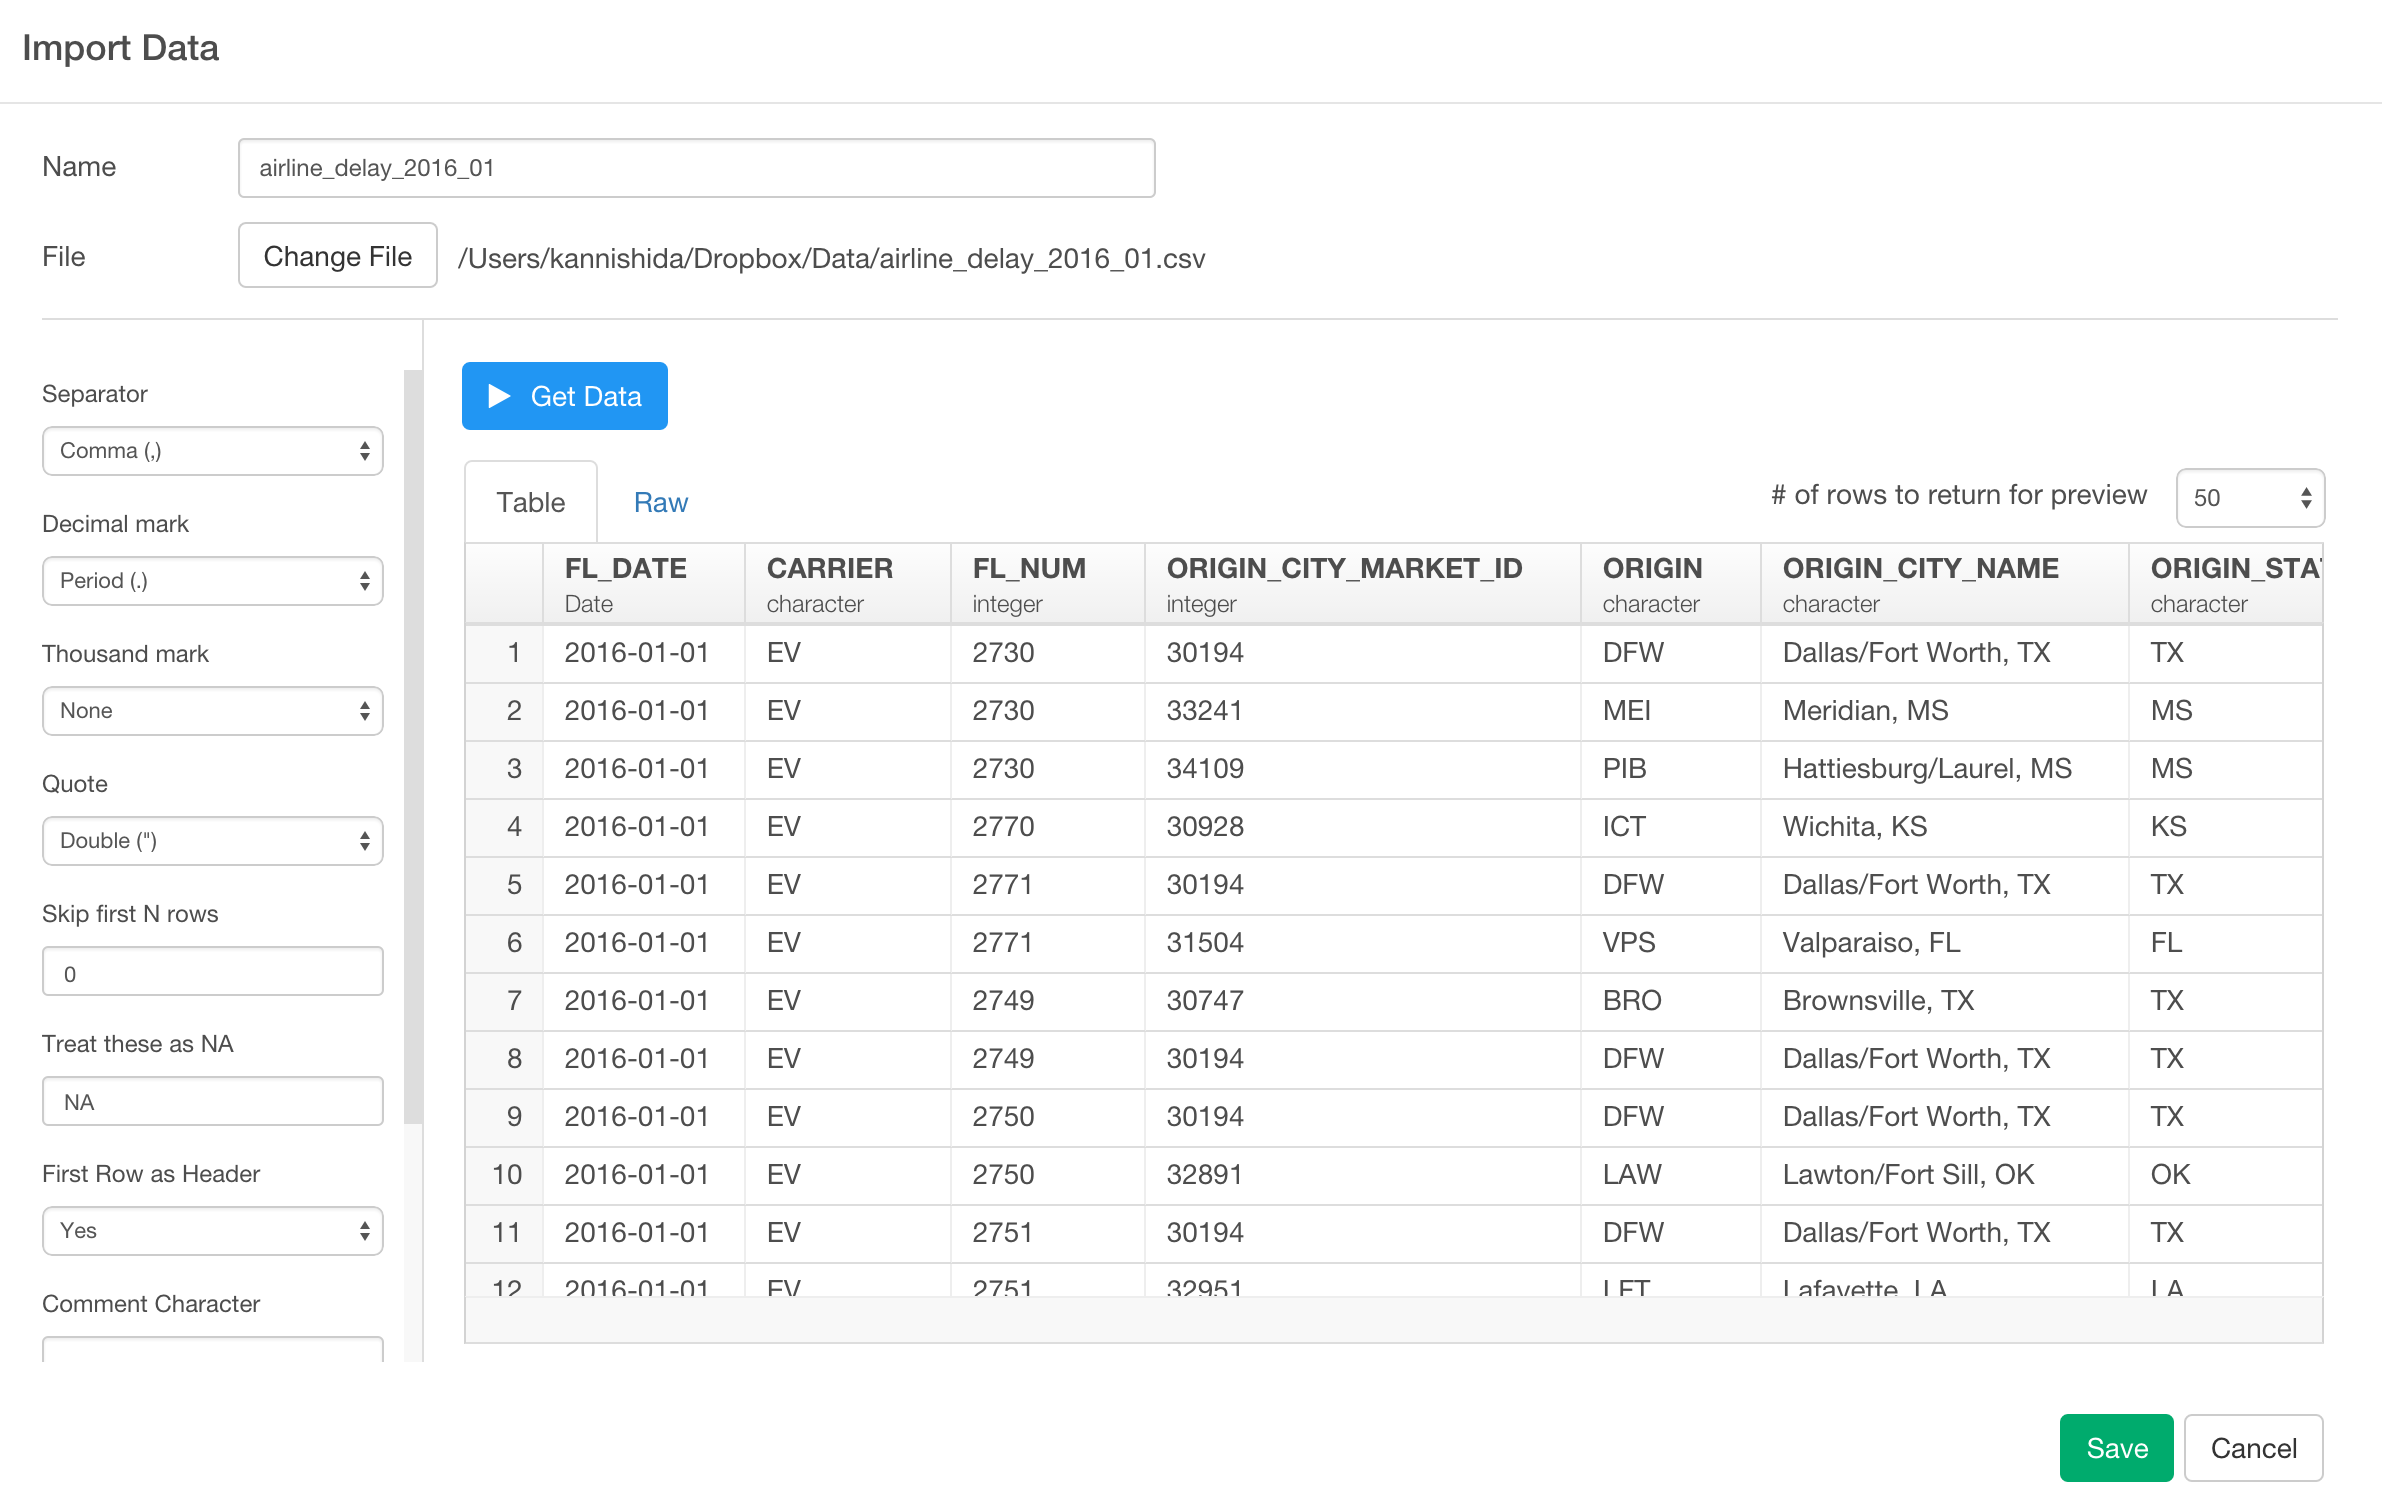 Import Data
Name airline_delay_2016_01
File Change File /Users/kannishida/Dropbox/Data/airline_delay_2016_01.csv
Separator
Comma (,)
Decimal mark
Period (.)
Thousand mark
None
Quote
Double (")
Skip first N rows
0
Treat these as NA
NA
First Row as Header
Yes
Comment Character
Get Data
Table Raw # of rows to return for preview 50
FL_DATE CARRIER FL_NUM ORIGIN_CITY_MARKET_ID ORIGIN ORIGIN_CITY_NAME ORIGIN_STA
Date character integer integer character character character
1 2016-01-01 EV 2730 30194 DFW Dallas/Fort Worth, TX TX
2 2016-01-01 EV 2730 33241 MEI Meridian, MS MS
3 2016-01-01 EV 2730 34109 PIB Hattiesburg/Laurel, MS MS
4 2016-01-01 EV 2770 30928 ICT Wichita, KS KS
5 2016-01-01 EV 2771 30194 DFW Dallas/Fort Worth, TX TX
6 2016-01-01 EV 2771 31504 VPS Valparaiso, FL FL
7 2016-01-01 EV 2749 30747 BRO Brownsville, TX TX
8 2016-01-01 EV 2749 30194 DFW Dallas/Fort Worth, TX TX
9 2016-01-01 EV 2750 30194 DFW Dallas/Fort Worth, TX TX
10 2016-01-01 EV 2750 32891 LAW Lawton/Fort Sill, OK OK
11 2016-01-01 EV 2751 30194 DFW Dallas/Fort Worth, TX TX
12 2016-01-01 EV 2751 32951 LFT Lafayette, LA LA
Save Cancel